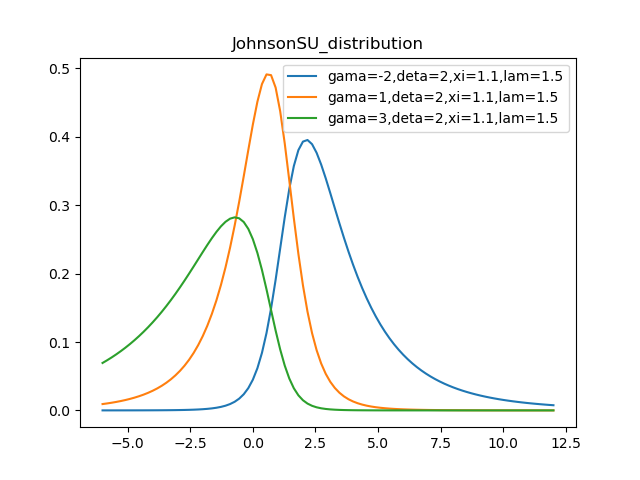 JohnsonSU_distribution
gama=-2,deta=2,xi=1.1,lam=1.5
gama=1,deta=2,xi=1.1,lam=1.5
gama=3,deta=2,xi=1.1,lam=1.5
0.5
0.4
0.3
0.2
0.1
0.0
−5.0 −2.5 0.0 2.5 5.0 7.5 10.0 12.5